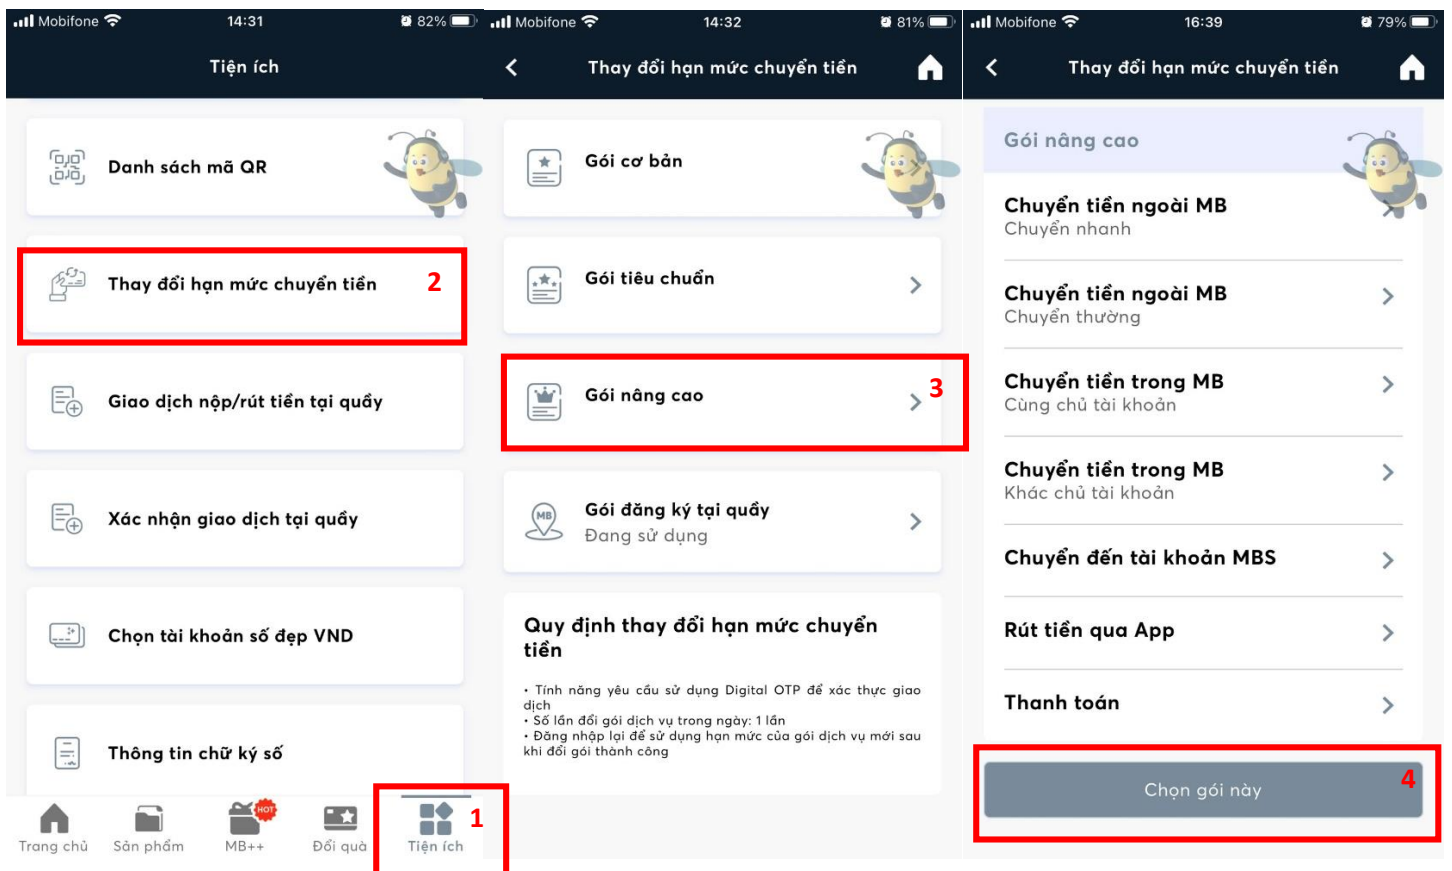 Mobifone 14:31 82%
Tiện ích
Danh sách mã QR
Thay đổi hạn mức chuyển tiền 2
Giao dịch nộp/rút tiền tại quầy
Xác nhận giao dịch tại quầy
Chọn tài khoản số đẹp VND
Thông tin chữ ký số
HOT
Trang chủ Sản phẩm MB++ Đổi quà Tiện ích 1
Mobifone 14:32 81%
Thay đổi hạn mức chuyển tiền
Gói cơ bản
Gói tiêu chuẩn
Gói nâng cao 3
MB
Gói đăng ký tại quầy
Đang sử dụng
Quy định thay đổi hạn mức chuyển
tiền
• Tính năng yêu cầu sử dụng Digital OTP để xác thực giao
dịch
• Số lần đổi gói dịch vụ trong ngày: 1 lần
• Đăng nhập lại để sử dụng hạn mức của gói dịch vụ mới sau
khi đổi gói thành công
Mobifone 16:39 79%
Thay đổi hạn mức chuyển tiền
Gói nâng cao
Chuyển tiền ngoài MB
Chuyển nhanh
Chuyển tiền ngoài MB
Chuyển thường
Chuyển tiền trong MB
Cùng chủ tài khoản
Chuyển tiền trong MB
Khác chủ tài khoản
Chuyển đến tài khoản MBS
Rút tiền qua App
Thanh toán
Chọn gói này 4